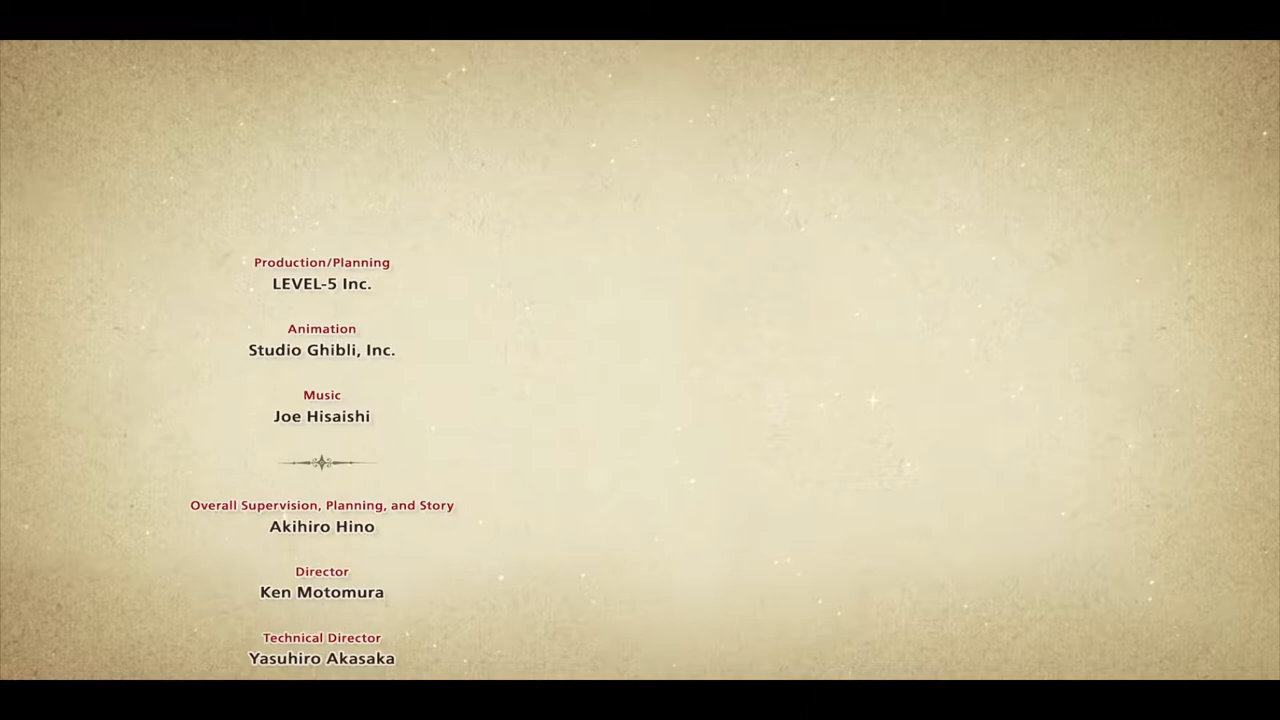 Production/Planning
LEVEL-5 Inc.
Animation
Studio Ghibli, Inc.
Music
Joe Hisaishi
Overall Supervision, Planning, and Story
Akihiro Hino
Director
Ken Motomura
Technical Director
Yasuhiro Akasaka